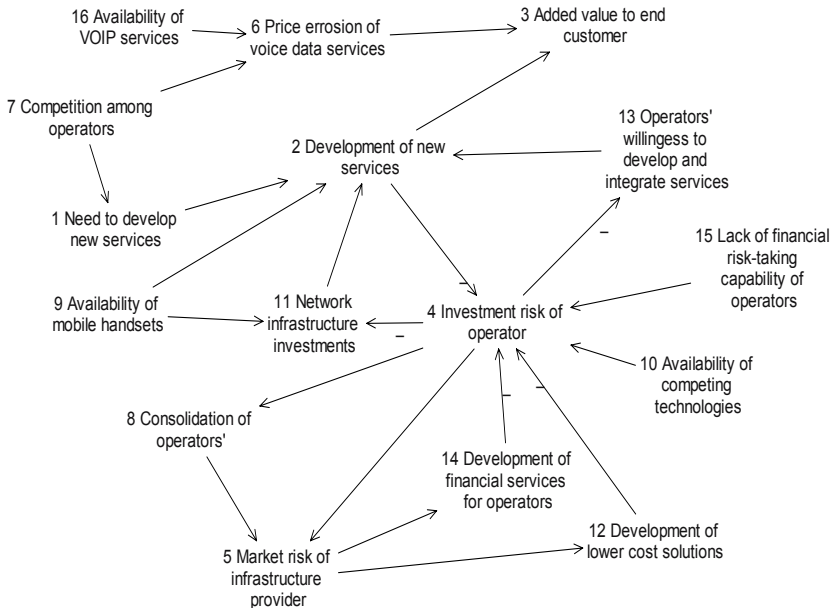 16 Availability of
VOIP services
6 Price errosion of
voice data services
3 Added value to end
customer
7 Competition among
operators
13 Operators'
willingess to
develop and
integrate services
2 Development of new
services
1 Need to develop
new services
15 Lack of financial
risk-taking
capability of
operators
9 Availability of
mobile handsets
11 Network
infrastructure
investments
4 Investment risk of
operator
10 Availability of
competing
technologies
8 Consolidation of
operators'
14 Development of
financial services
for operators
12 Development of
lower cost solutions
5 Market risk of
infrastructure
provider